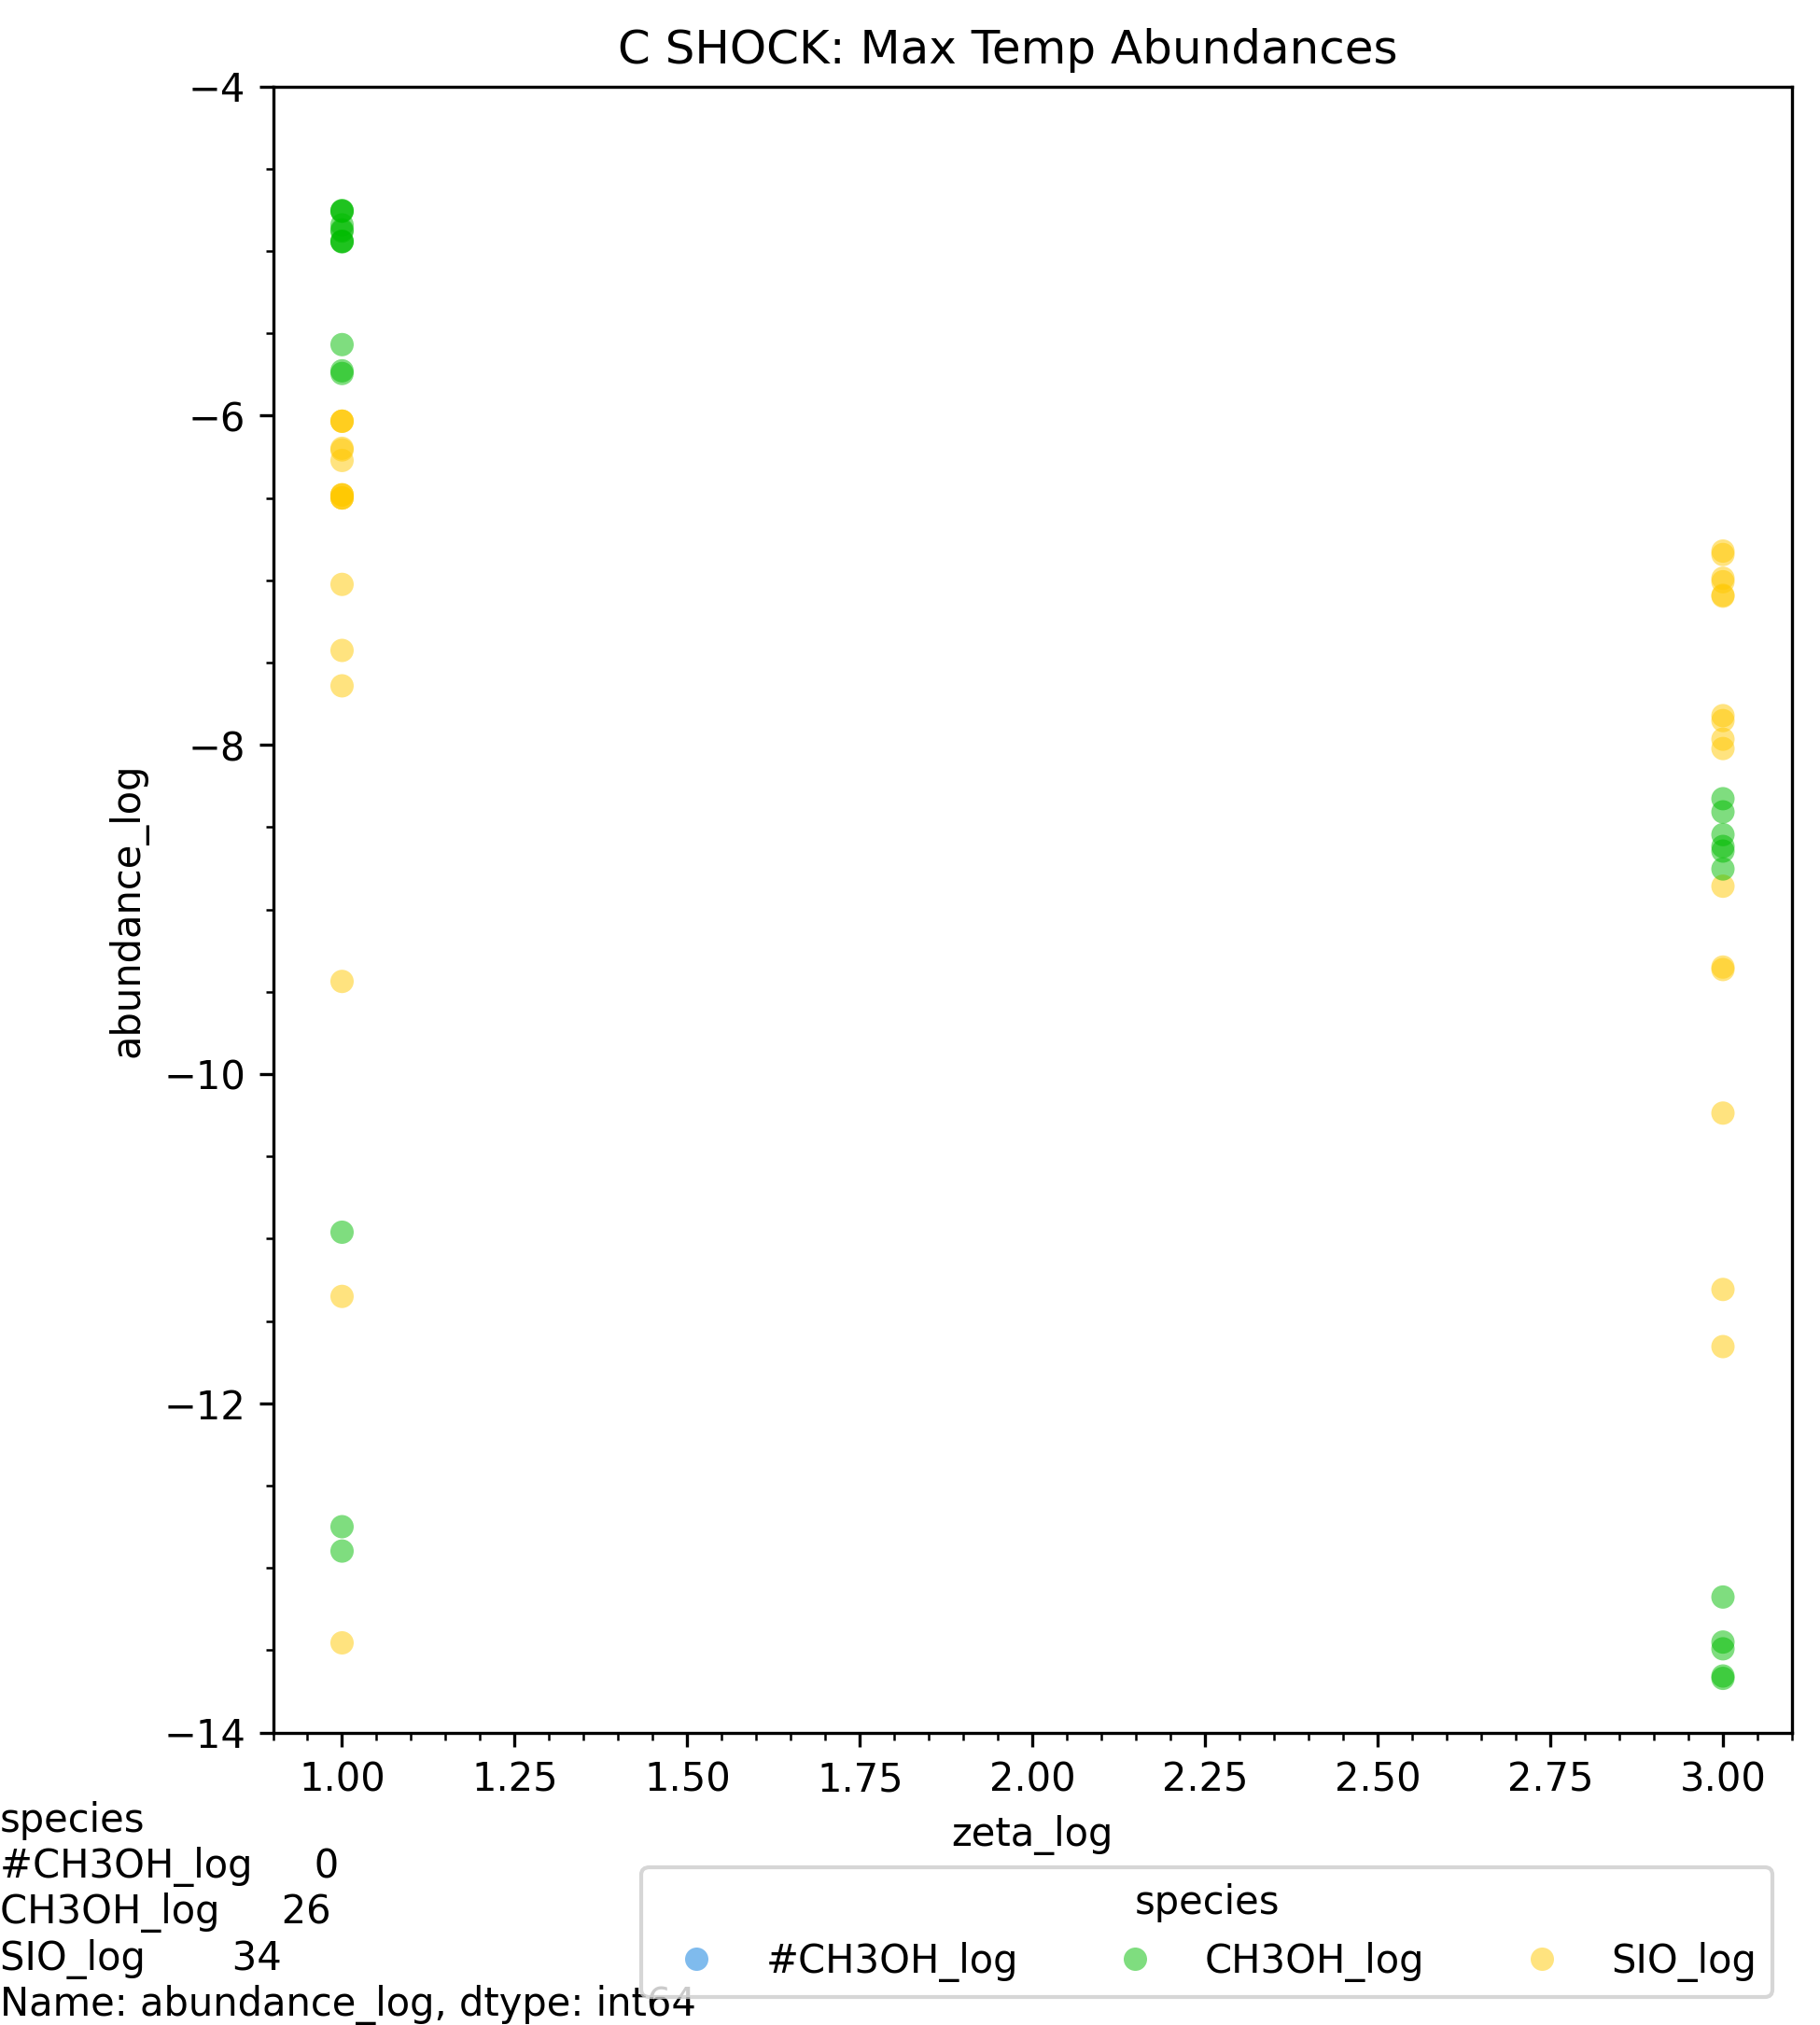 C SHOCK: Max Temp Abundances
−4
−6
−8
−10
−12
−14
abundance_log
1.00 1.25 1.50 1.75 2.00 2.25 2.50 2.75 3.00
zeta_log
species
#CH3OH_log 0
CH3OH_log 26
SIO_log 34
Name: abundance_log, dtype: int64
species
#CH3OH_log CH3OH_log SIO_log